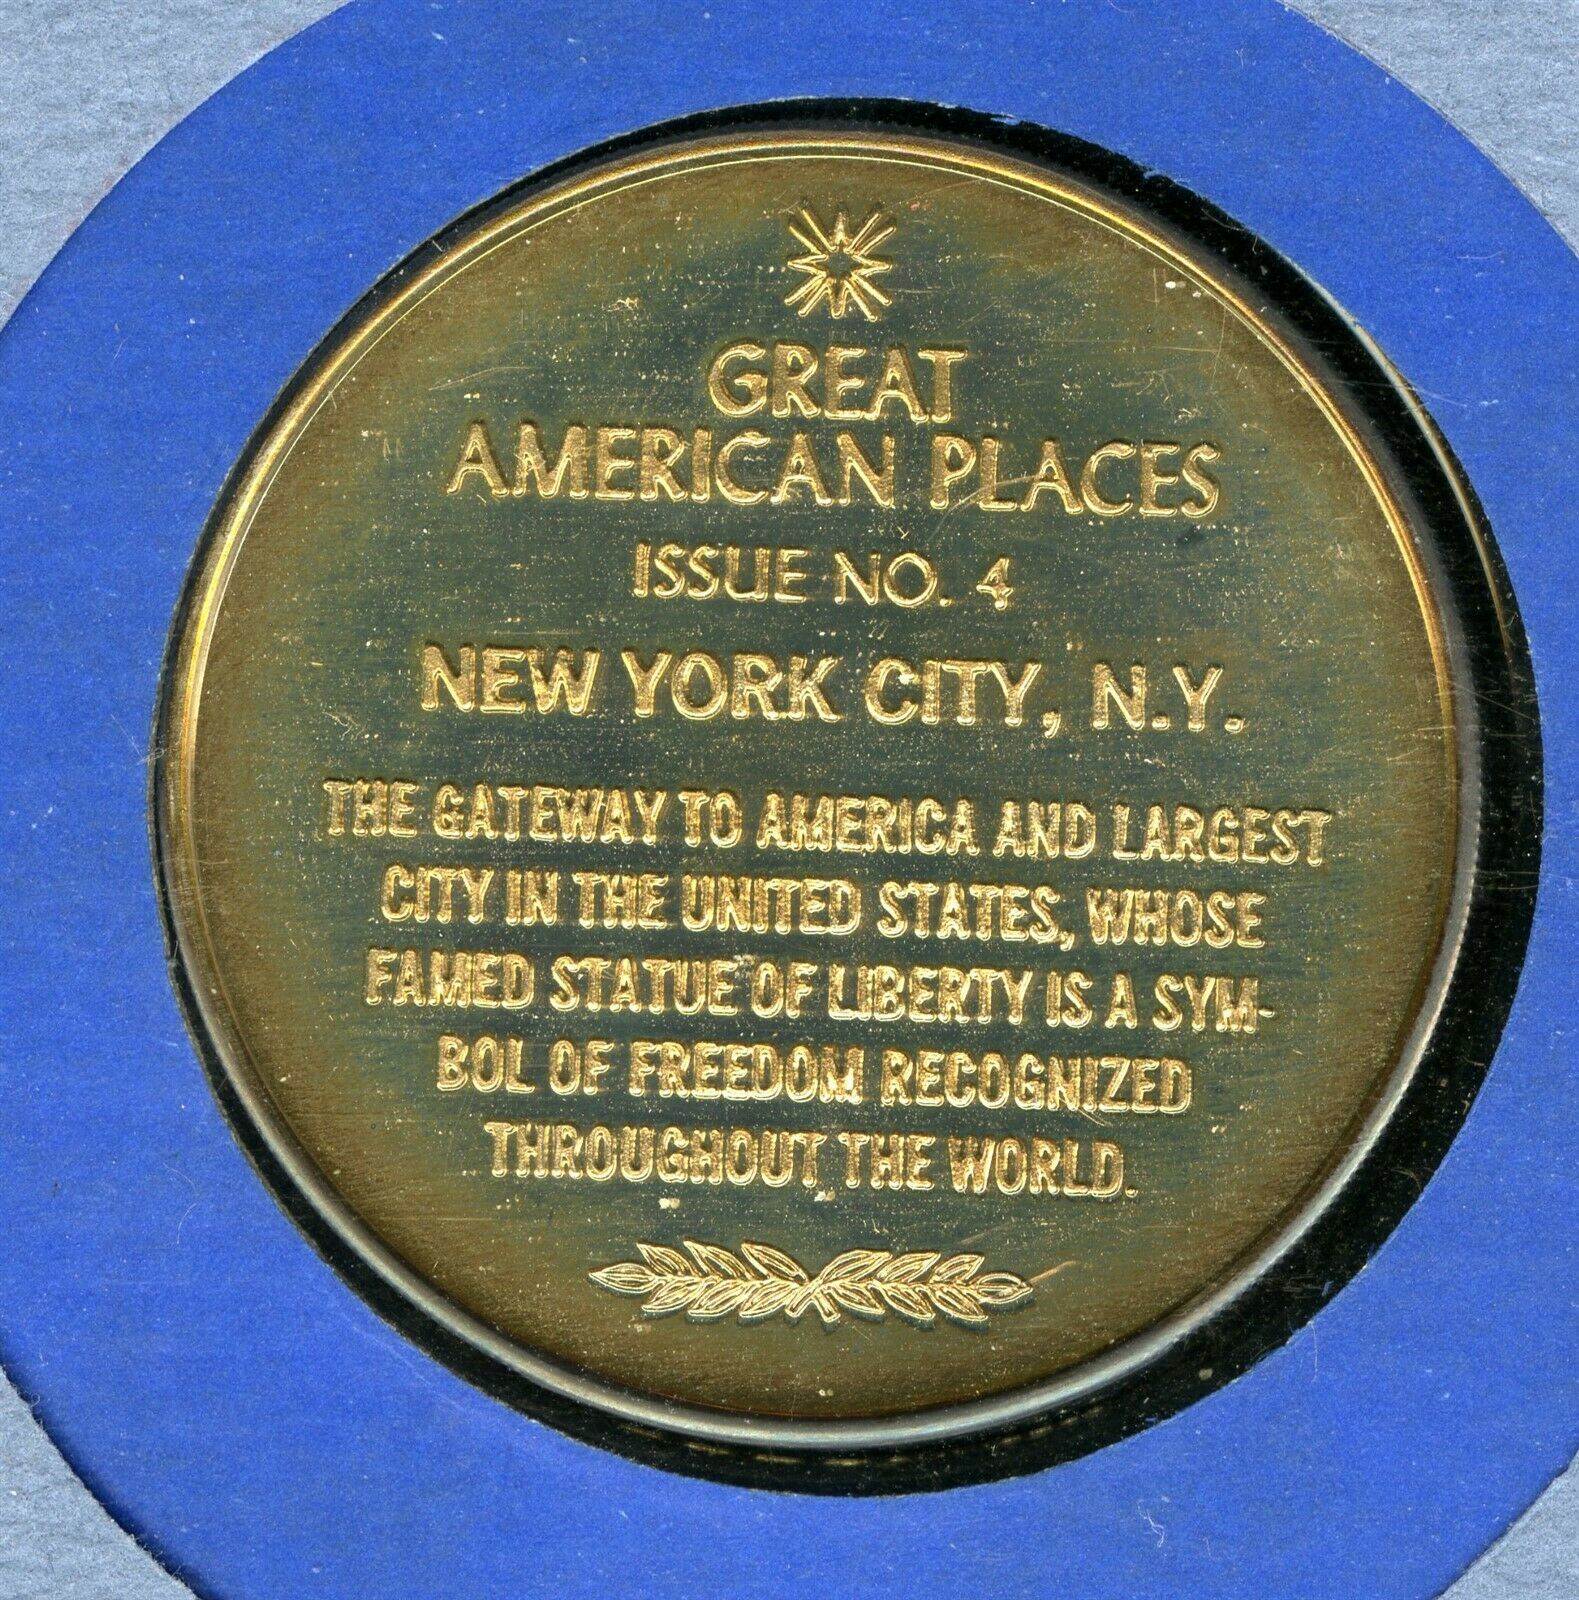 GREAT
AMERICAN PLACES
ISSUE NO. 4
NEW YORK CITY, N.Y.
THE GATEWAY TO AMERICA AND LARGEST
CITY IN THE UNITED STATES, WHOSE
FAMED STATUE OF LIBERTY IS A SYM-
BOL OF FREEDOM RECOGNIZED
THROUGHOUT THE WORLD.